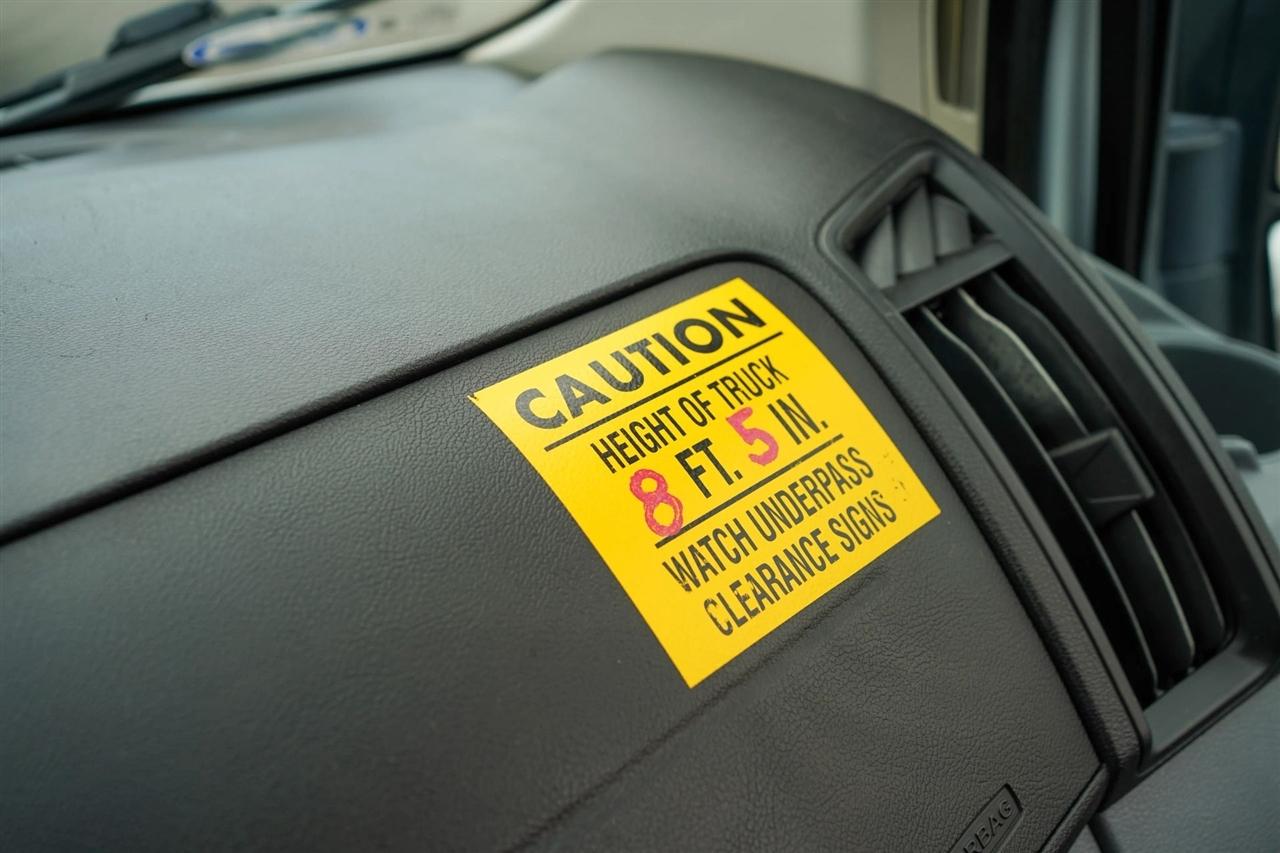 CAUTION
HEIGHT OF TRUCK
8 FT. 5 IN.
WATCH UNDERPASS
CLEARANCE SIGNS